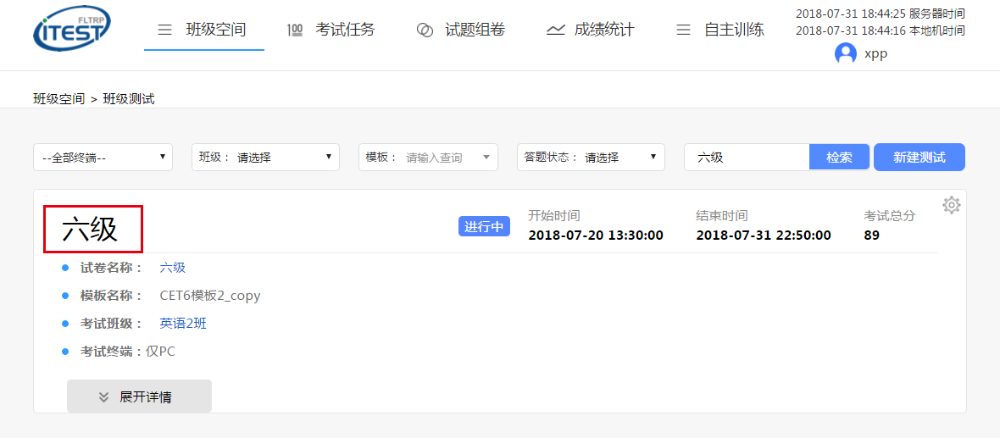 FLTRP
iTEST
班级空间
100 考试任务
试题组卷
成绩统计
自主训练
2018-07-31 18:44:25 服务器时间
2018-07-31 18:44:16 本地机时间
xpp
班级空间 > 班级测试
--全部终端--
班级： 请选择
模板： 请输入查询
答题状态： 请选择
六级
检索
新建测试
六级
进行中
开始时间
2018-07-20 13:30:00
结束时间
2018-07-31 22:50:00
考试总分
89
试卷名称： 六级
模板名称： CET6模板2_copy
考试班级： 英语2班
考试终端：仅PC
展开详情